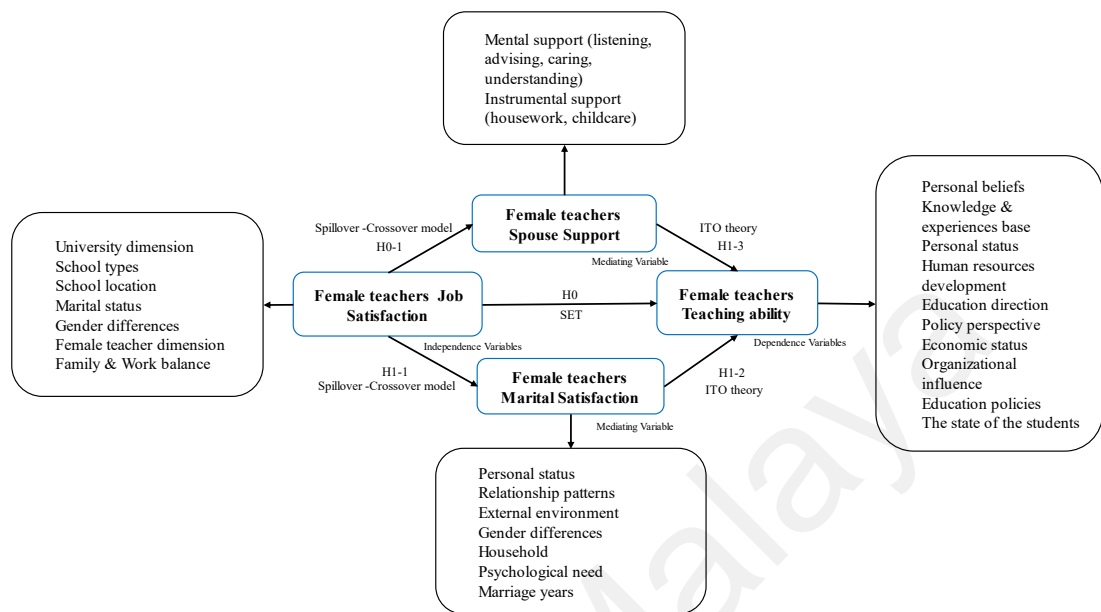 Mental support (listening,
advising, caring,
understanding)
Instrumental support
(housework, childcare)
Personal beliefs
Knowledge &
experiences base
Personal status
Human resources
development
Education direction
Policy perspective
Economic status
Organizational
influence
Education policies
The state of the students
University dimension
School types
School location
Marital status
Gender differences
Female teacher dimension
Family & Work balance
Spillover -Crossover model
H0-1
Female teachers
Spouse Support
Mediating Variable
ITO theory
H1-3
Female teachers Job
Satisfaction
Independence Variables
H0
SET
Female teachers
Teaching ability
Dependence Variables
H1-1
Spillover -Crossover model
Female teachers
Marital Satisfaction
Mediating Variable
H1-2
ITO theory
Personal status
Relationship patterns
External environment
Gender differences
Household
Psychological need
Marriage years
Malaya